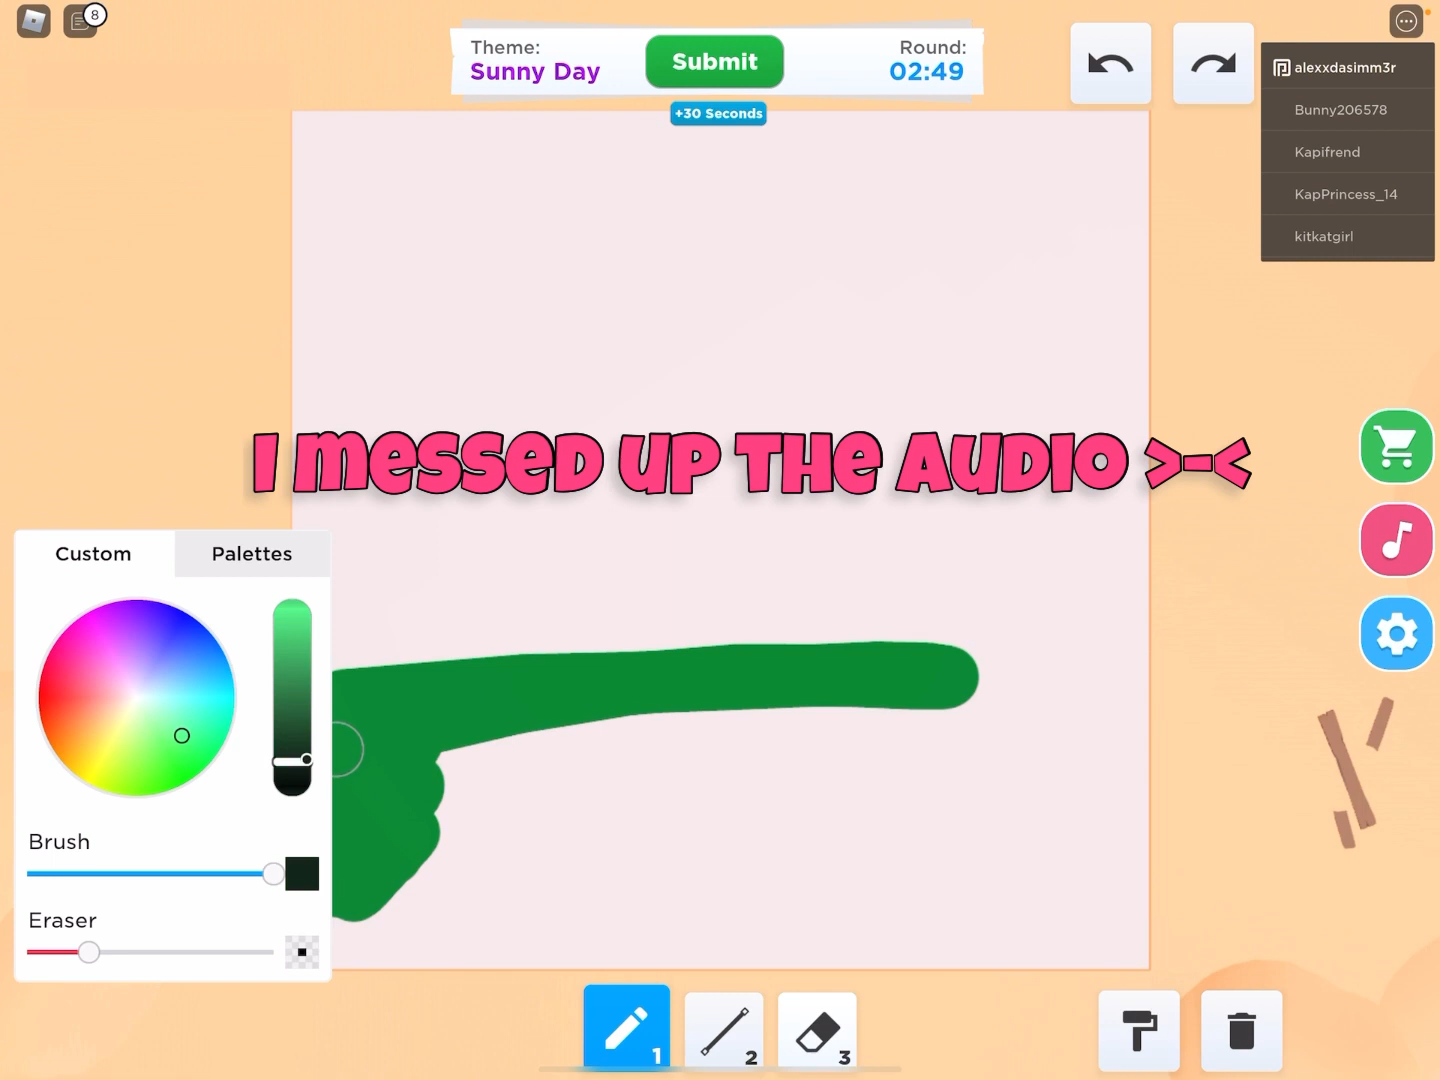 8
Theme:
Sunny Day
Submit
Round:
02:49
+30 Seconds
alexxdasimm3r
Bunny206578
Kapifrend
KapPrincess_14
kitkatgirl
I messed up the audio >-<
Custom
Palettes
Brush
Eraser
1
2
3